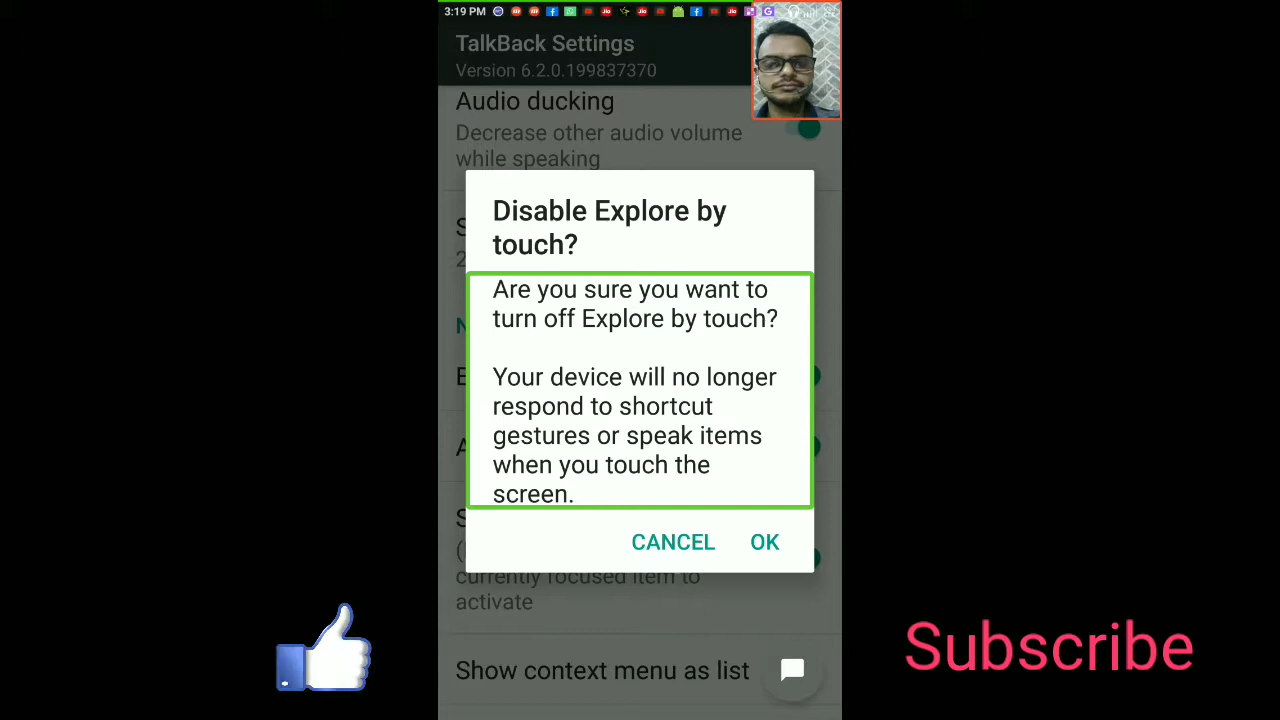 3:19 PM
TalkBack Settings
Version 6.2.0.199837370
Audio ducking
Decrease other audio volume
while speaking
Disable Explore by
touch?
Are you sure you want to
turn off Explore by touch?
Your device will no longer
respond to shortcut
gestures or speak items
when you touch the
screen.
CANCEL OK
currently focused item to
activate
Show context menu as list
Subscribe